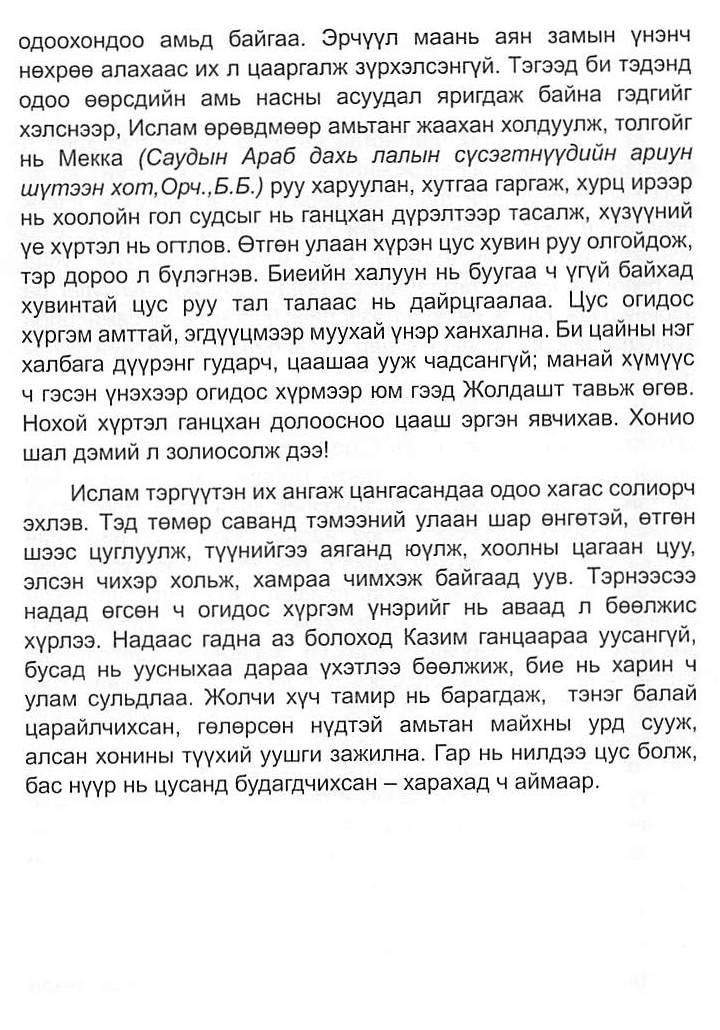 одоохондоо амьд байгаа. Эрчүүл маань аян замын үнэнч
нөхрөө алахаас их л цааргалж зүрхэлсэнгүй. Тэгээд би тэдэнд
одоо өөрсдийн амь насны асуудал яригдаж байна гэдгийг
хэлснээр, Ислам өрөвдмөөр амьтанг жаахан холдуулж, толгойг
нь Мекка (Саудын Араб дахь лалын сүсэгтнүүдийн ариун
шүтээн хот,Орч.,Б.Б.) руу харуулан, хутгаа гаргаж, хурц ирээр
нь хоолойн гол судсыг нь ганцхан дүрэлтээр тасалж, хүзүүний
үе хүртэл нь огтлов. Өтгөн улаан хүрэн цус хувин руу олгойдож,
тэр дороо л бүлэгнэв. Биеийн халуун нь буугаа ч үгүй байхад
хувинтай цус руу тал талаас нь дайрцгаалаа. Цус огидос
хүргэм амттай, эгдүүцмээр муухай үнэр ханхална. Би цайны нэг
халбага дүүрэнг гударч, цаашаа ууж чадсангүй; манай хүмүүс
ч гэсэн үнэхээр огидос хүрмээр юм гээд Жолдашт тавьж өгөв.
Нохой хүртэл ганцхан долоосноо цааш эргэн явчихав. Хонио
шал дэмий л золиосолж дээ!
Ислам тэргүүтэн их ангаж цангасандаа одоо хагас солиорч
эхлэв. Тэд төмөр саванд тэмээний улаан шар өнгөтэй, өтгөн
шээс цуглуулж, түүнийгээ аяганд юүлж, хоолны цагаан цуу,
элсэн чихэр хольж, хамраа чимхэж байгаад уув. Тэрнээсээ
надад өгсөн ч огидос хүргэм үнэрийг нь аваад л бөөлжис
хүрлээ. Надаас гадна аз болоход Казим ганцаараа уусангүй,
бусад нь уусныхаа дараа үхэтлээ бөөлжиж, бие нь харин ч
улам сульдлаа. Жолчи хүч тамир нь барагдаж, тэнэг балай
царайлчихсан, гөлөрсөн нүдтэй амьтан майхны урд сууж,
алсан хонины түүхий уушги зажилна. Гар нь нилдээ цус болж,
бас нүүр нь цусанд будагдчихсан – харахад ч аймаар.